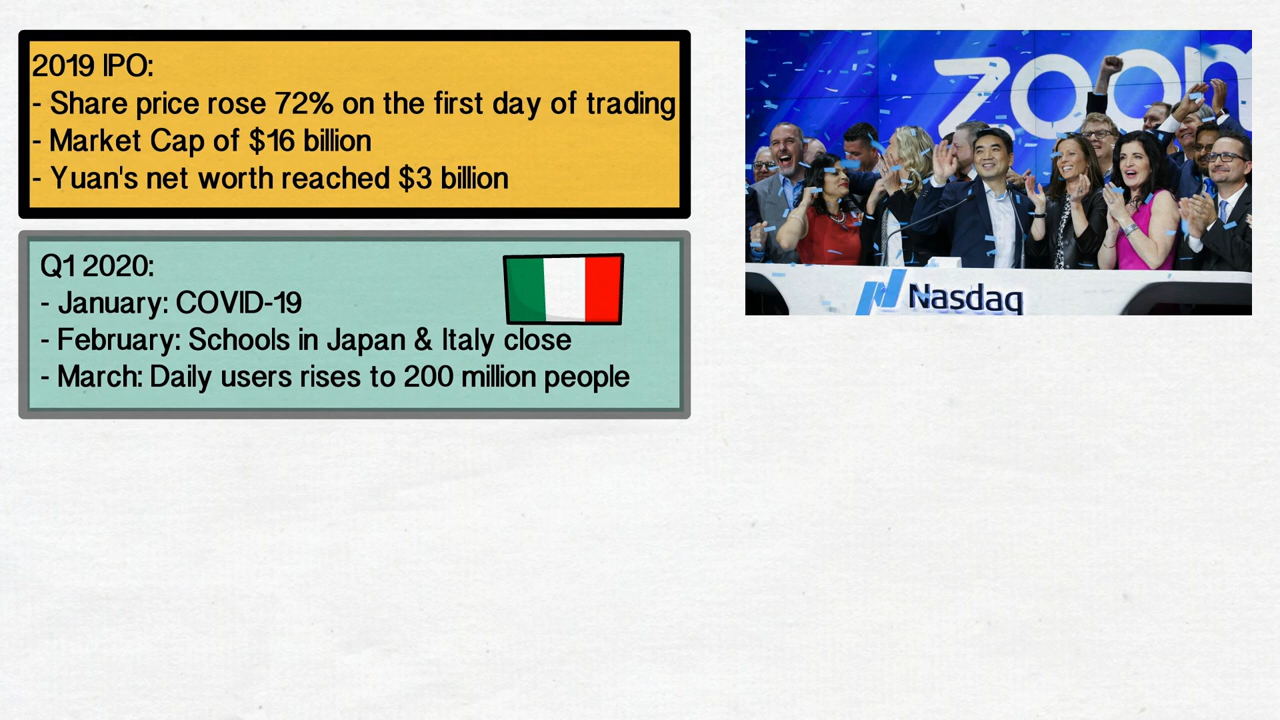 2019 IPO:
- Share price rose 72% on the first day of trading
- Market Cap of $16 billion
- Yuan's net worth reached $3 billion
Q1 2020:
- January: COVID-19
- February: Schools in Japan & Italy close
- March: Daily users rises to 200 million people
zoom
Nasdaq